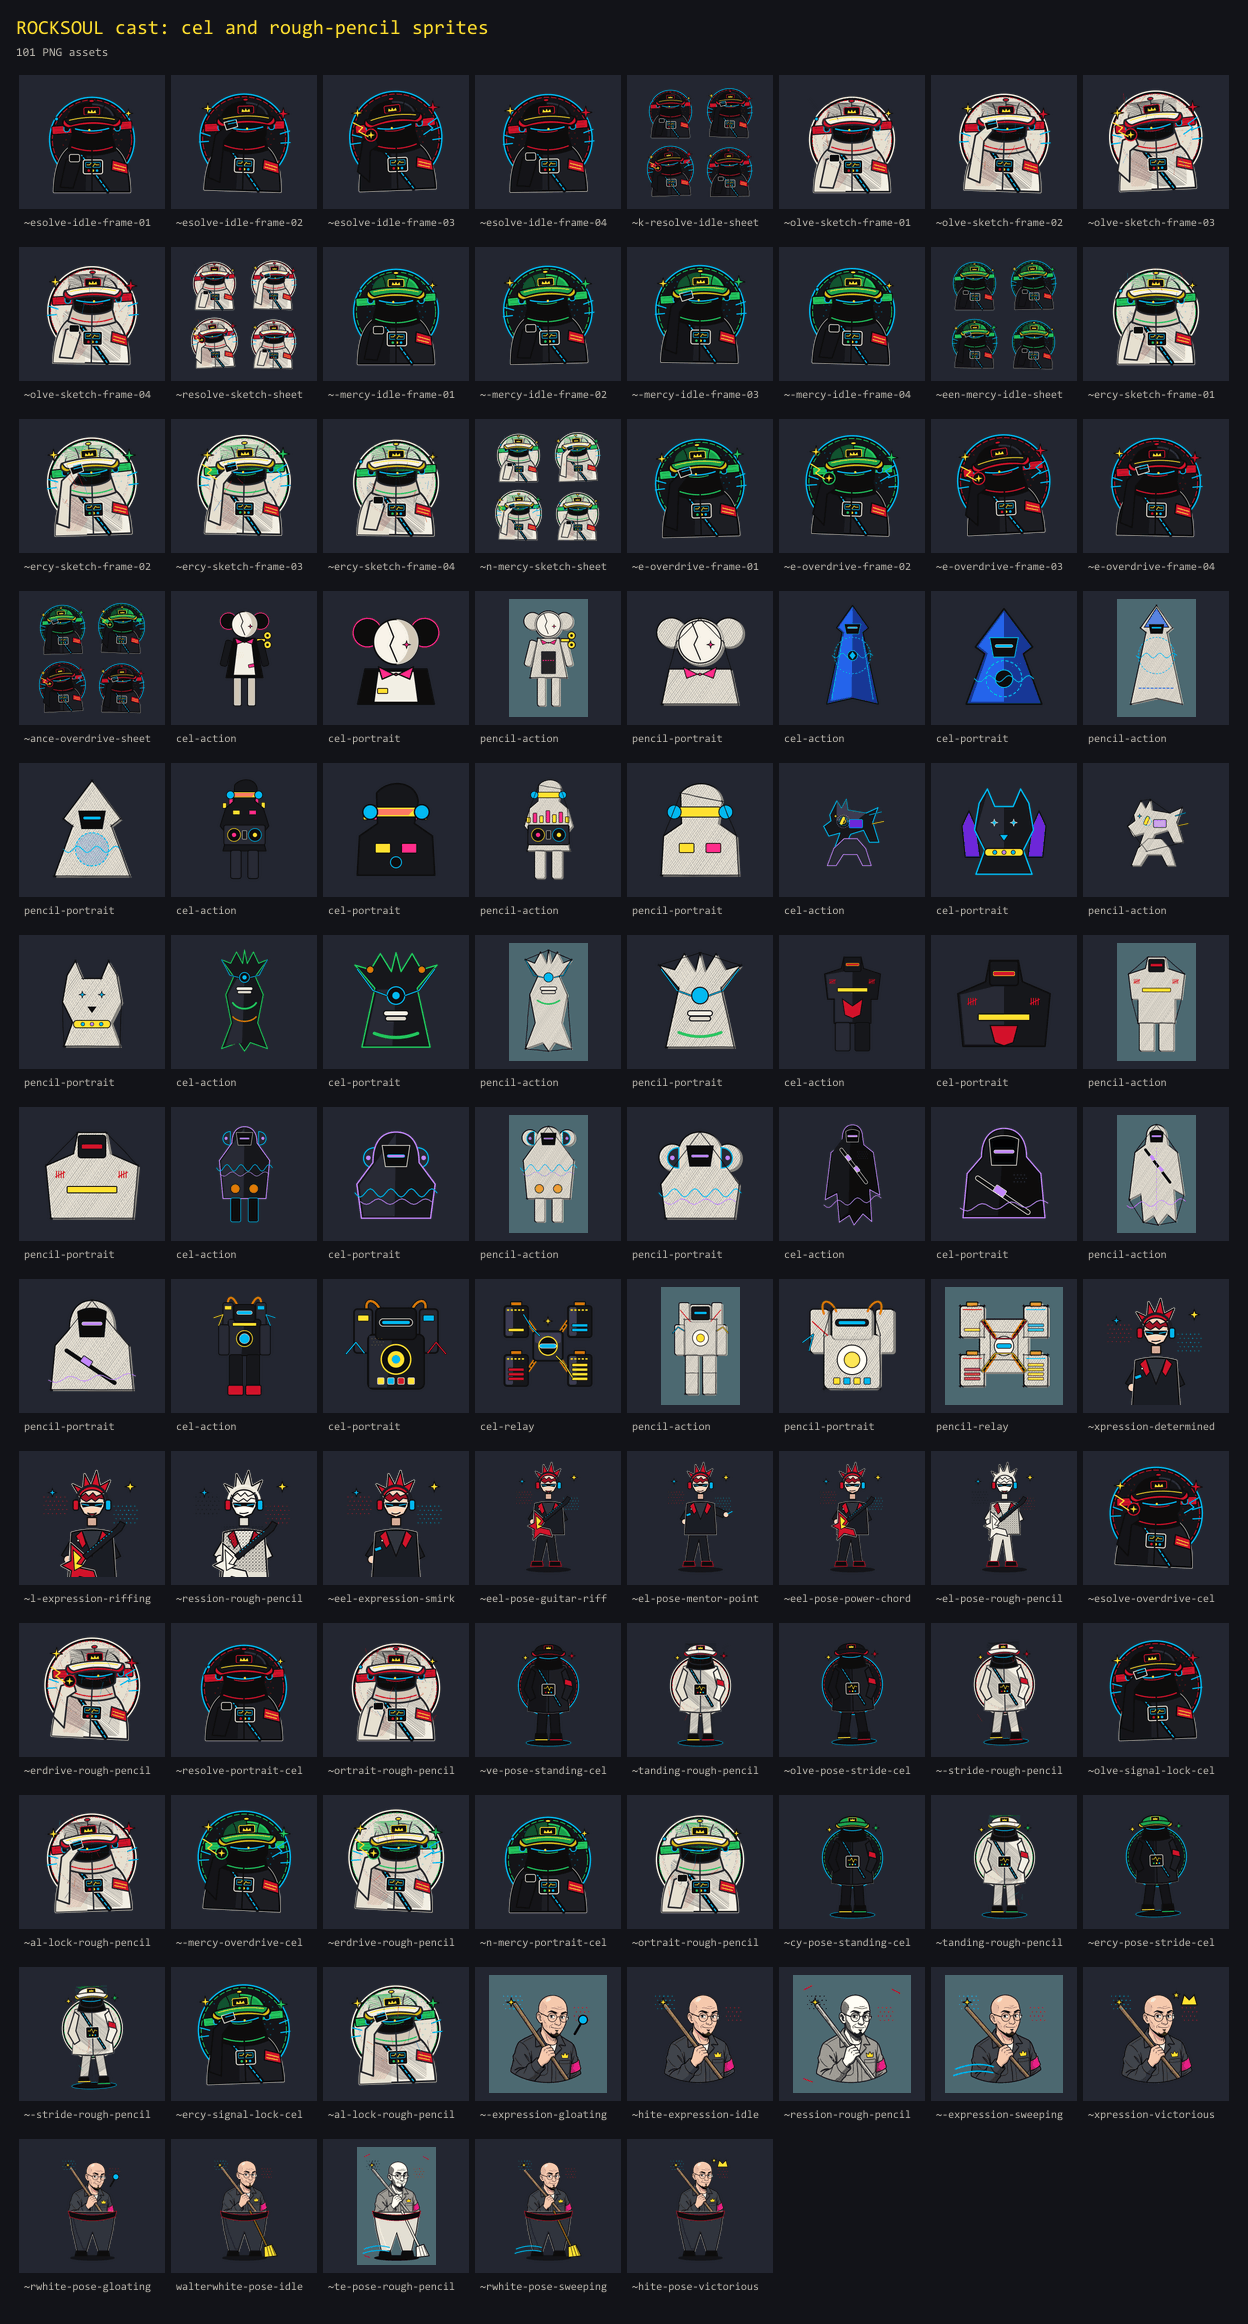 ROCKSOUL cast: cel and rough-pencil sprites
101 PNG assets
~esolve-idle-frame-01 ~esolve-idle-frame-02 ~esolve-idle-frame-03 ~esolve-idle-frame-04 ~k-resolve-idle-sheet ~olve-sketch-frame-01 ~olve-sketch-frame-02 ~olve-sketch-frame-03
~olve-sketch-frame-04 ~resolve-sketch-sheet ~-mercy-idle-frame-01 ~-mercy-idle-frame-02 ~-mercy-idle-frame-03 ~-mercy-idle-frame-04 ~een-mercy-idle-sheet ~ercy-sketch-frame-01
~ercy-sketch-frame-02 ~ercy-sketch-frame-03 ~ercy-sketch-frame-04 ~n-mercy-sketch-sheet ~e-overdrive-frame-01 ~e-overdrive-frame-02 ~e-overdrive-frame-03 ~e-overdrive-frame-04
~ance-overdrive-sheet cel-action cel-portrait pencil-action pencil-portrait cel-action cel-portrait pencil-action
pencil-portrait cel-action cel-portrait pencil-action pencil-portrait cel-action cel-portrait pencil-action
pencil-portrait cel-action cel-portrait pencil-action pencil-portrait cel-action cel-portrait pencil-action
pencil-portrait cel-action cel-portrait pencil-action pencil-portrait cel-action cel-portrait pencil-action
pencil-portrait cel-action cel-portrait cel-relay pencil-action pencil-portrait pencil-relay ~xpression-determined
~l-expression-riffing ~ression-rough-pencil ~eel-expression-smirk ~eel-pose-guitar-riff ~el-pose-mentor-point ~eel-pose-power-chord ~el-pose-rough-pencil ~esolve-overdrive-cel
~erdrive-rough-pencil ~resolve-portrait-cel ~ortrait-rough-pencil ~ve-pose-standing-cel ~tanding-rough-pencil ~olve-pose-stride-cel ~-stride-rough-pencil ~olve-signal-lock-cel
~al-lock-rough-pencil ~-mercy-overdrive-cel ~erdrive-rough-pencil ~n-mercy-portrait-cel ~ortrait-rough-pencil ~cy-pose-standing-cel ~tanding-rough-pencil ~ercy-pose-stride-cel
~-stride-rough-pencil ~ercy-signal-lock-cel ~al-lock-rough-pencil ~-expression-gloating ~hite-expression-idle ~ression-rough-pencil ~-expression-sweeping ~xpression-victorious
~rwhite-pose-gloating walterwhite-pose-idle ~te-pose-rough-pencil ~rwhite-pose-sweeping ~hite-pose-victorious